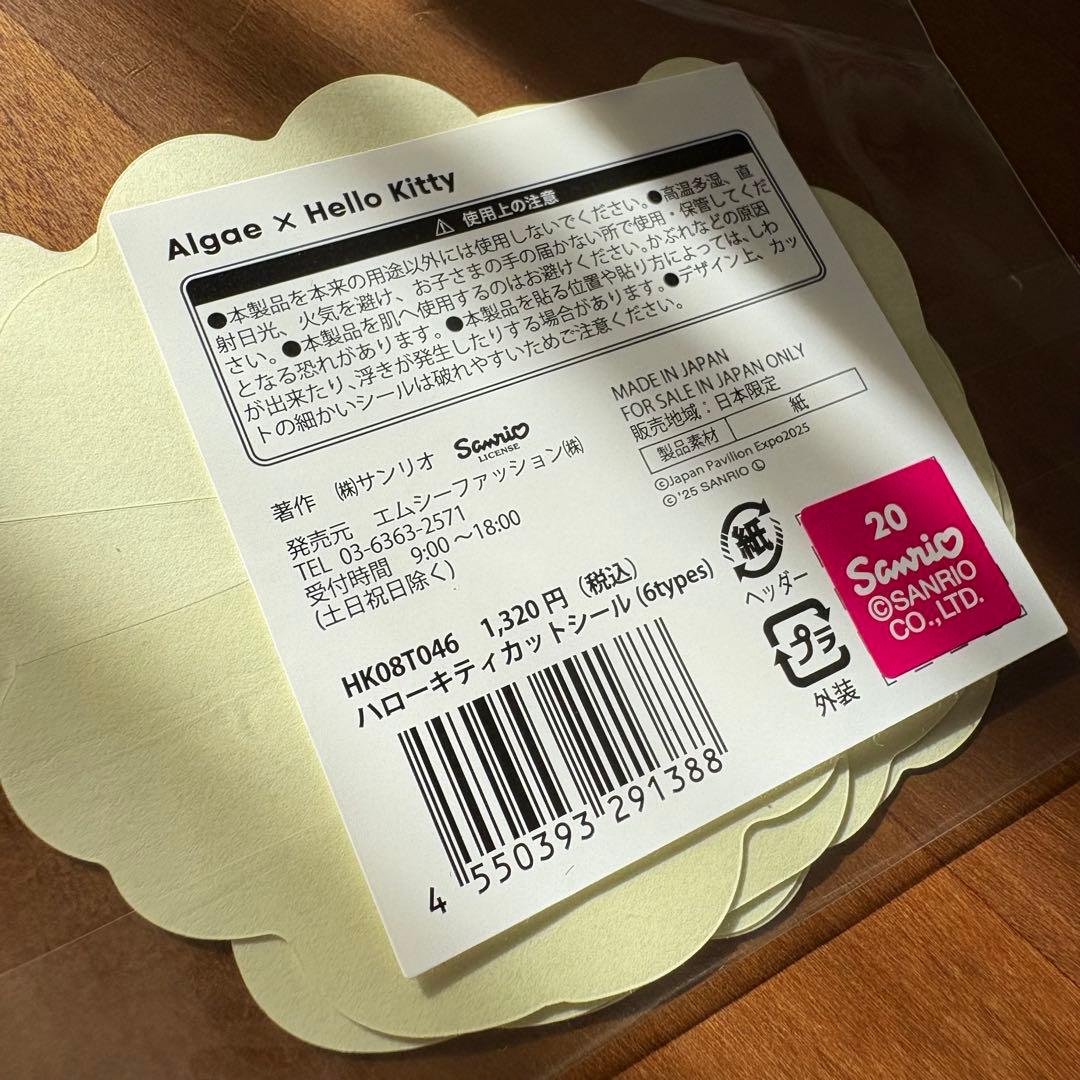 Algae × Hello Kitty
使用上の注意
●本製品を本来の用途以外には使用しないでください。●高温多湿、直
射日光、火気を避け、お子さまの手の届かない所で使用・保管してくだ
さい。●本製品を肌へ使用するのはお避けください。かぶれなどの原因
となる恐れがあります。●本製品を貼る位置や貼り方によっては、しわ
が出来たり、浮きが発生したりする場合があります。●デザイン上、カッ
トの細かいシールは破れやすいためご注意ください。
著作 ㈱サンリオ
Sanrio
LICENSE
発売元 エムシーファッション㈱
TEL 03-6363-2571
受付時間 9:00～18:00
(土日祝日除く)
MADE IN JAPAN
FOR SALE IN JAPAN ONLY
販売地域：日本限定
製品素材 紙
©Japan Pavilion Expo2025
©'25 SANRIO Ⓛ
HK08T046 1,320円（税込）
ハローキティカットシール（6types）
4 550393 291388
紙
ヘッダー
プラ
外装
20
Sanrio
©SANRIO
CO.,LTD.